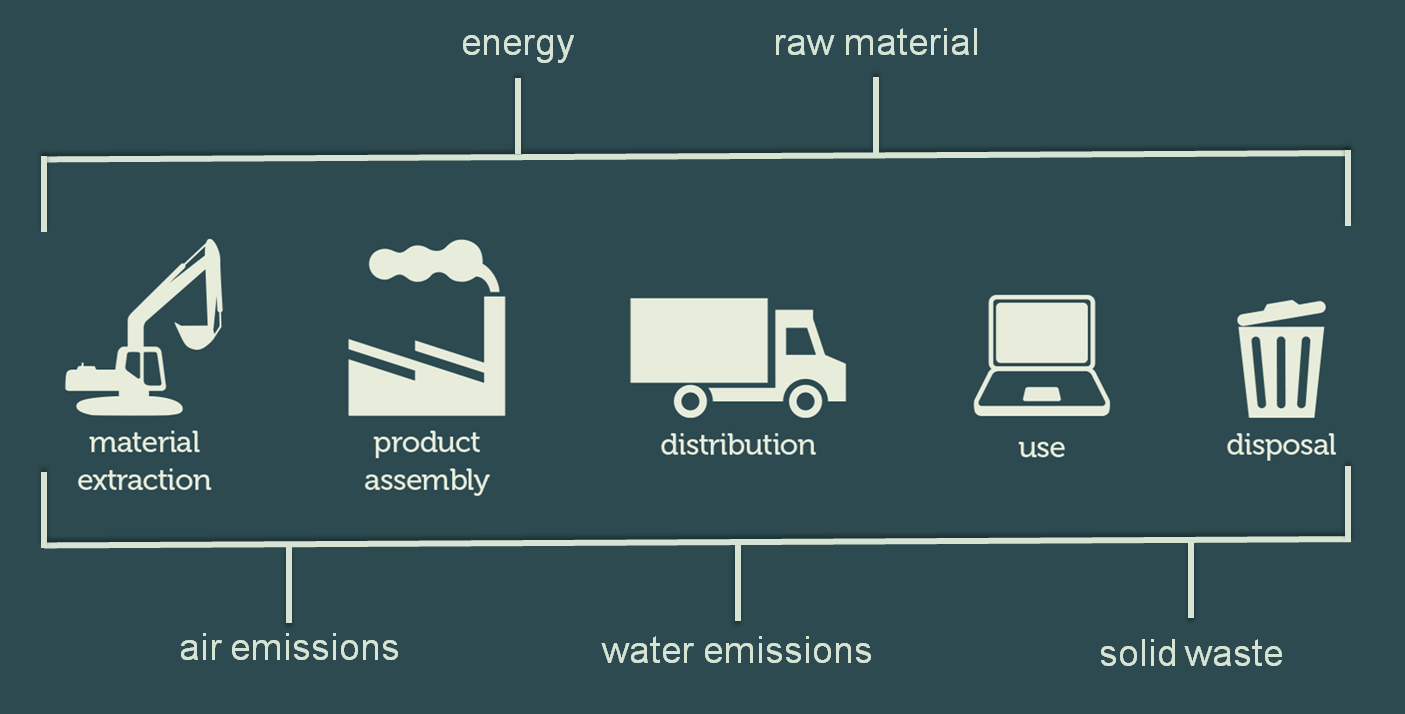 energy
raw material
material
extraction
product
assembly
distribution
use
disposal
air emissions
water emissions
solid waste